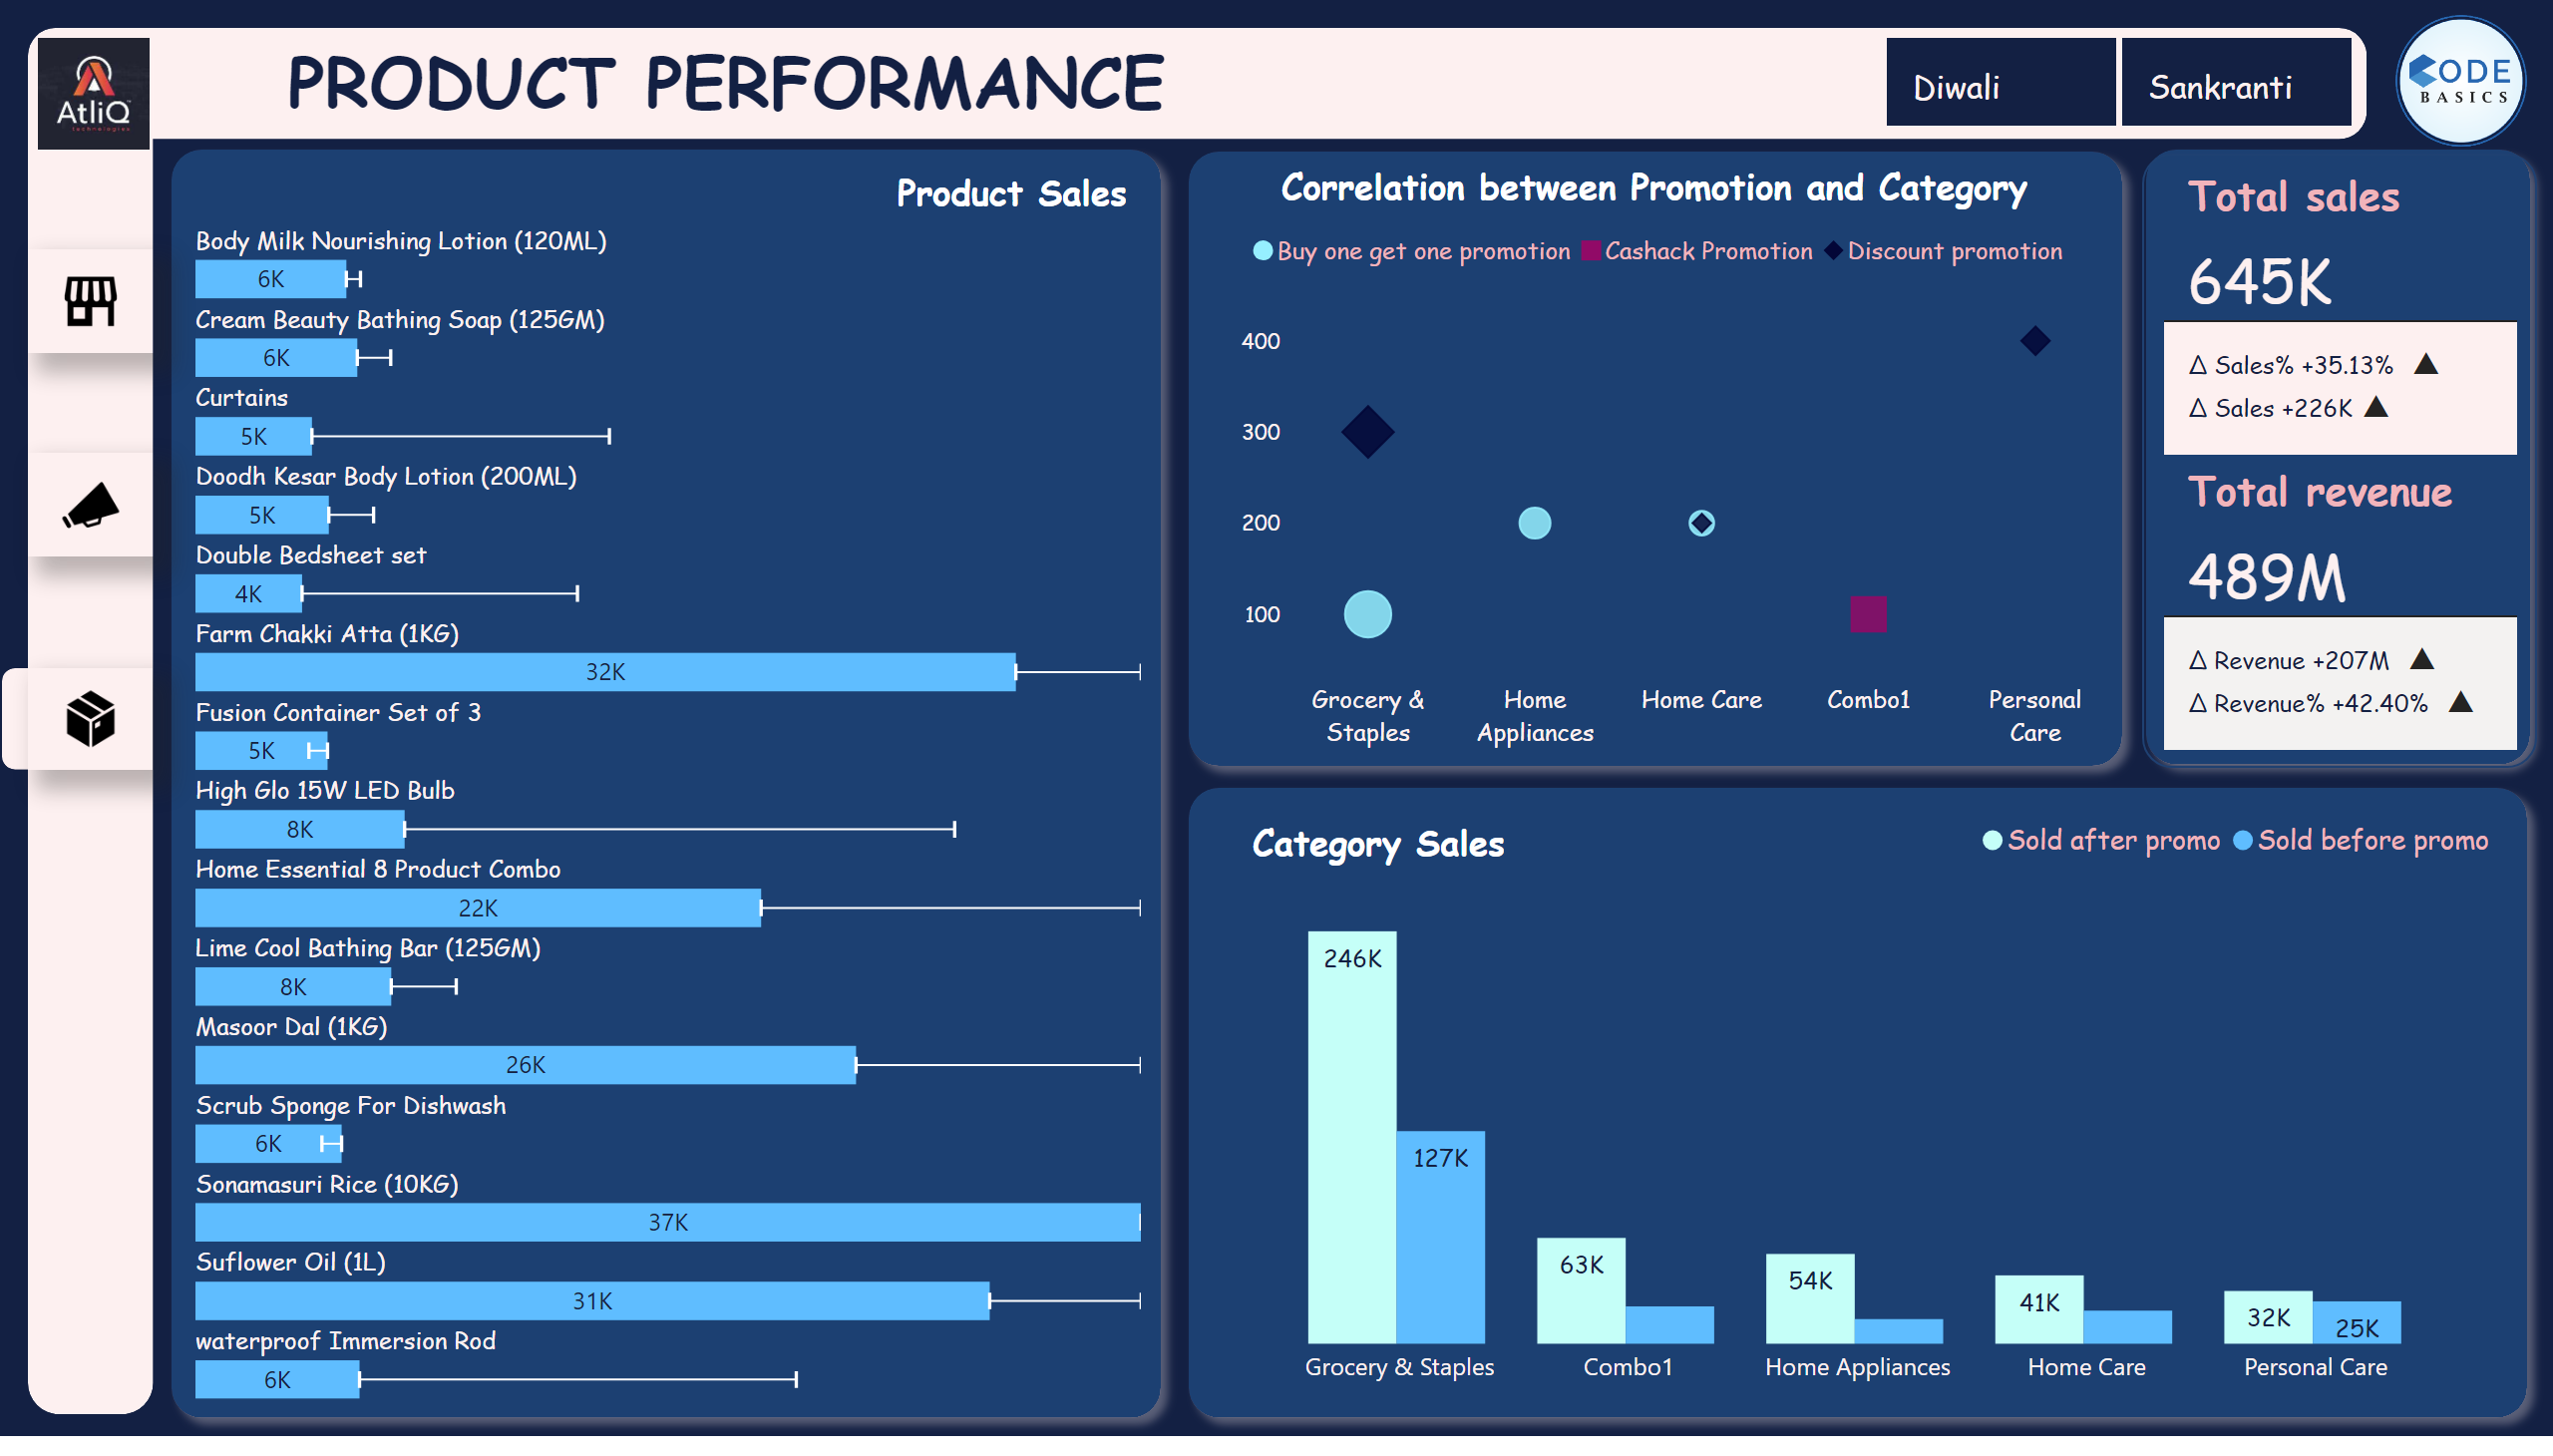 AtliQ
technologies
PRODUCT PERFORMANCE
Diwali
Sankranti
CODE
BASICS
Product Sales
Body Milk Nourishing Lotion (120ML)
6K
Cream Beauty Bathing Soap (125GM)
6K
Curtains
5K
Doodh Kesar Body Lotion (200ML)
5K
Double Bedsheet set
4K
Farm Chakki Atta (1KG)
32K
Fusion Container Set of 3
5K
High Glo 15W LED Bulb
8K
Home Essential 8 Product Combo
22K
Lime Cool Bathing Bar (125GM)
8K
Masoor Dal (1KG)
26K
Scrub Sponge For Dishwash
6K
Sonamasuri Rice (10KG)
37K
Suflower Oil (1L)
31K
waterproof Immersion Rod
6K
Correlation between Promotion and Category
Buy one get one promotion Cashack Promotion Discount promotion
400
300
200
100
Grocery &
Staples
Home
Appliances
Home Care
Combo1
Personal
Care
Total sales
645K
Δ Sales% +35.13% ▲
Δ Sales +226K ▲
Total revenue
489M
Δ Revenue +207M ▲
Δ Revenue% +42.40% ▲
Category Sales
Sold after promo Sold before promo
246K
127K
63K
54K
41K
32K
25K
Grocery & Staples
Combo1
Home Appliances
Home Care
Personal Care